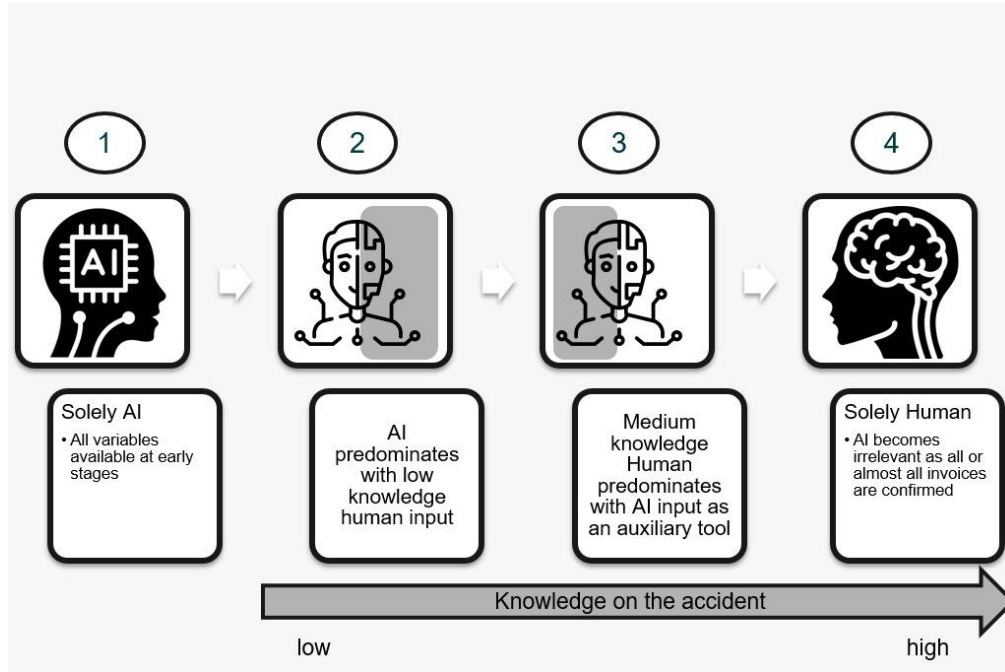 1
2
3
4
AI
Solely AI
• All variables
available at early
stages
AI
predominates
with low
knowledge
human input
Medium
knowledge
Human
predominates
with AI input as
an auxiliary tool
Solely Human
• AI becomes
irrelevant as all or
almost all invoices
are confirmed
Knowledge on the accident
low
high